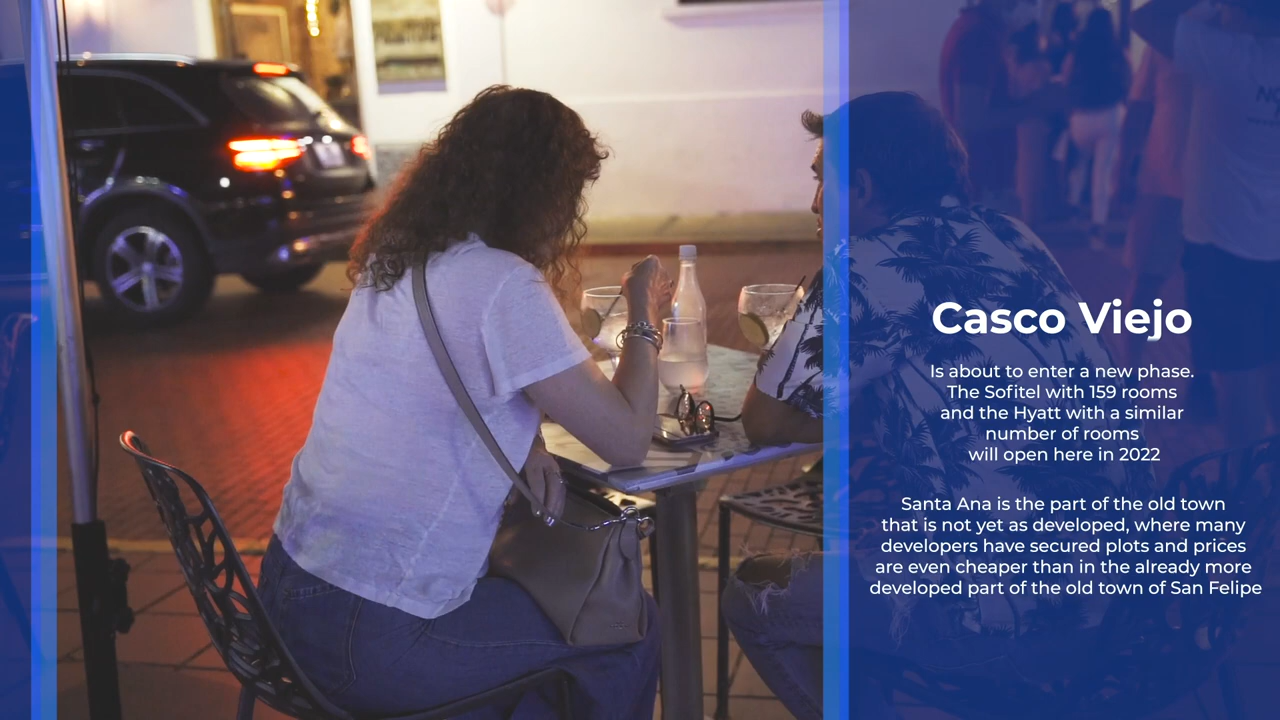 Casco Viejo
Is about to enter a new phase.
The Sofitel with 159 rooms
and the Hyatt with a similar
number of rooms
will open here in 2022
Santa Ana is the part of the old town
that is not yet as developed, where many
developers have secured plots and prices
are even cheaper than in the already more
developed part of the old town of San Felipe